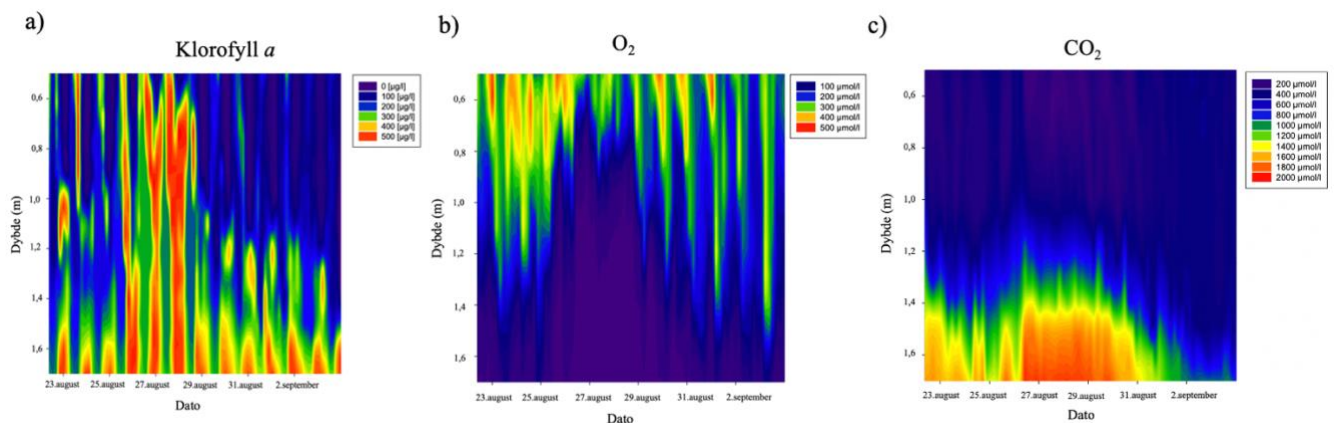 a)
Klorofyll a
0 [µg/l]
100 [µg/l]
200 [µg/l]
300 [µg/l]
400 [µg/l]
500 [µg/l]
Dybde (m)
0,6
0,8
1,0
1,2
1,4
1,6
23.august 25.august 27.august 29.august 31.august 2.september
Dato
b)
O2
100 µmol/l
200 µmol/l
300 µmol/l
400 µmol/l
500 µmol/l
Dybde (m)
0,6
0,8
1,0
1,2
1,4
1,6
23.august 25.august 27.august 29.august 31.august 2.september
Dato
c)
CO2
200 µmol/l
400 µmol/l
600 µmol/l
800 µmol/l
1000 µmol/l
1200 µmol/l
1400 µmol/l
1600 µmol/l
1800 µmol/l
2000 µmol/l
Dybde (m)
0,6
0,8
1,0
1,2
1,4
1,6
23.august 25.august 27.august 29.august 31.august 2.september
Dato